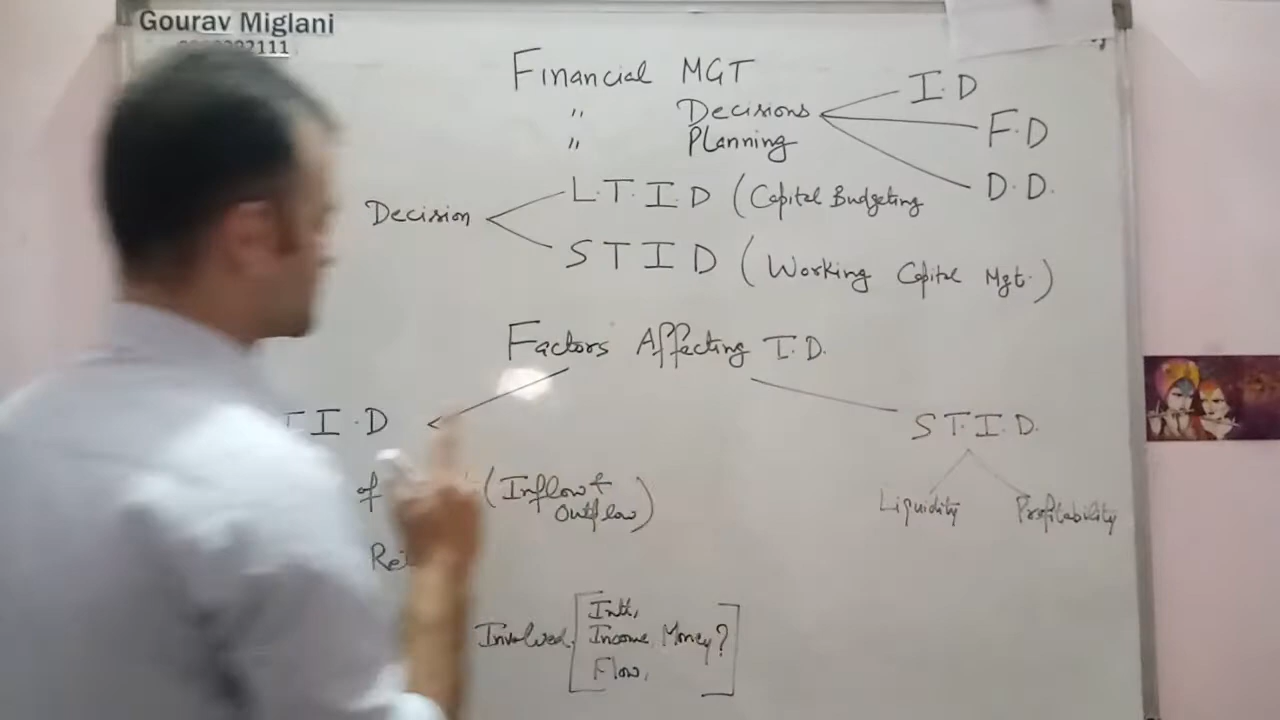 Gourav Miglani
Financial MGT
" Decisions I.D
" Planning F.D
D.D.
Decision L.T.I.D (Capital Budgeting
S T I D (Working Capital Mgt.)
Factors Affecting I.D.
I.D
S T.I.D.
of (Inflow +
Outflow)
Liquidity Profitability
Involved, Income Money?
Flow,